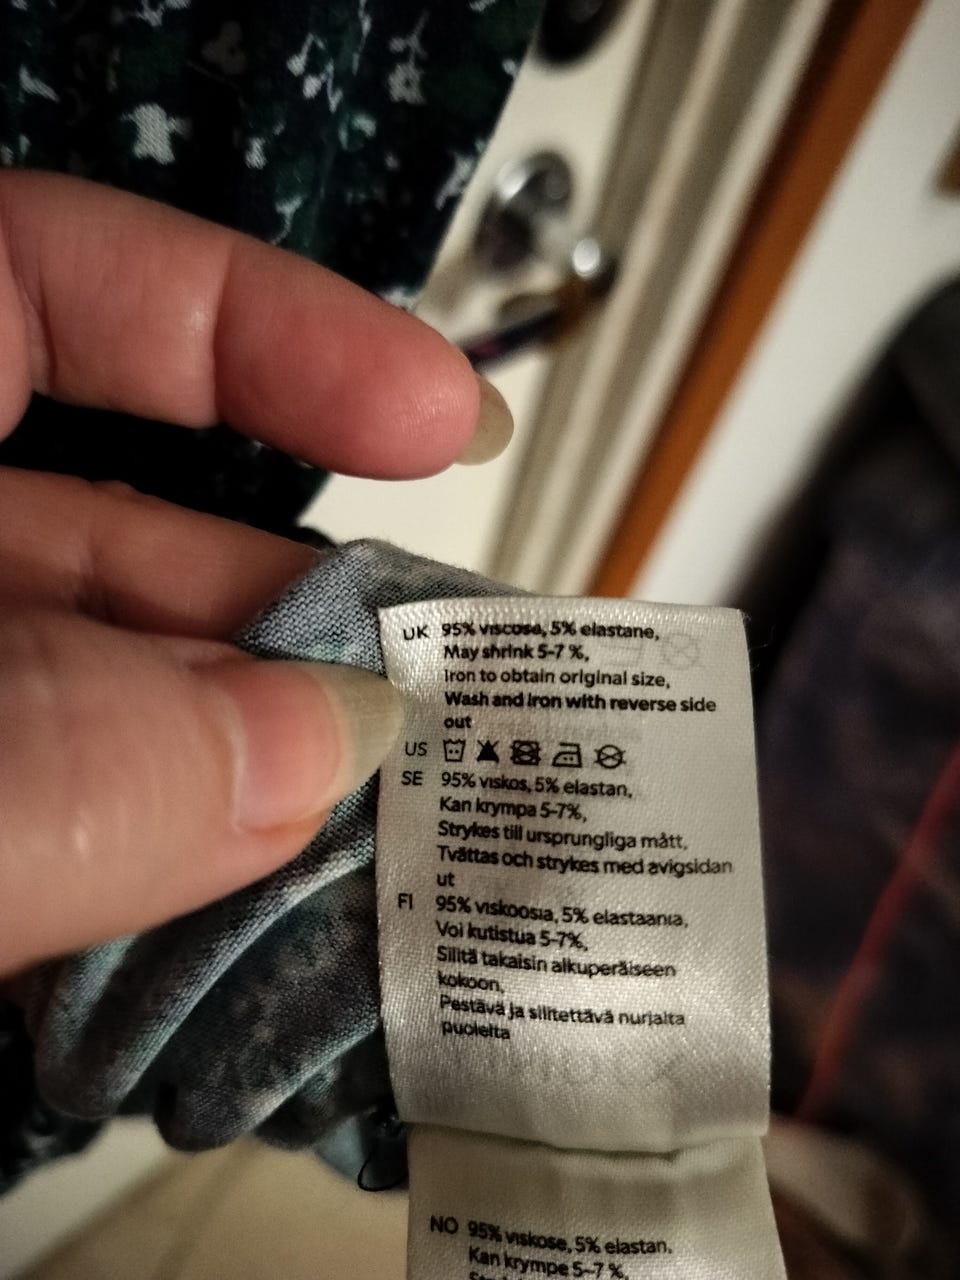 UK 95% viscose, 5% elastane,
May shrink 5-7 %,
Iron to obtain original size,
Wash and iron with reverse side
out
US
SE 95% viskos, 5% elastan,
Kan krympa 5-7%,
Strykes till ursprungliga mått,
Tvättas och strykes med avigsidan
ut
FI 95% viskoosia, 5% elastaania,
Voi kutistua 5-7%,
Silitä takaisin alkuperäiseen
kokoon,
Pestävä ja silitettävä nurjalta
puolelta
NO 95% viskose, 5% elastan,
Kan krympe 5-7 %,